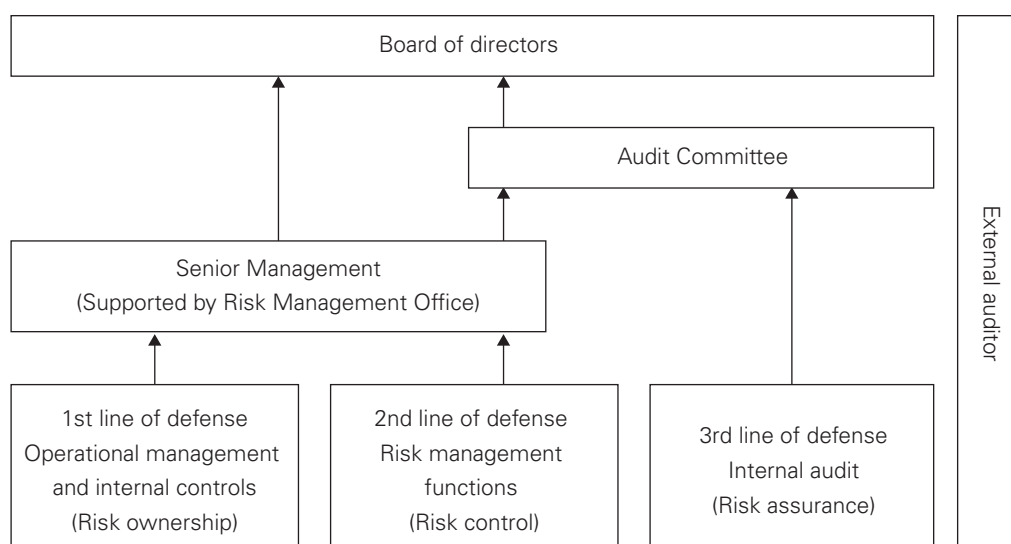 Board of directors
Audit Committee
Senior Management
(Supported by Risk Management Office)
1st line of defense
Operational management
and internal controls
(Risk ownership)
2nd line of defense
Risk management
functions
(Risk control)
3rd line of defense
Internal audit
(Risk assurance)
External auditor